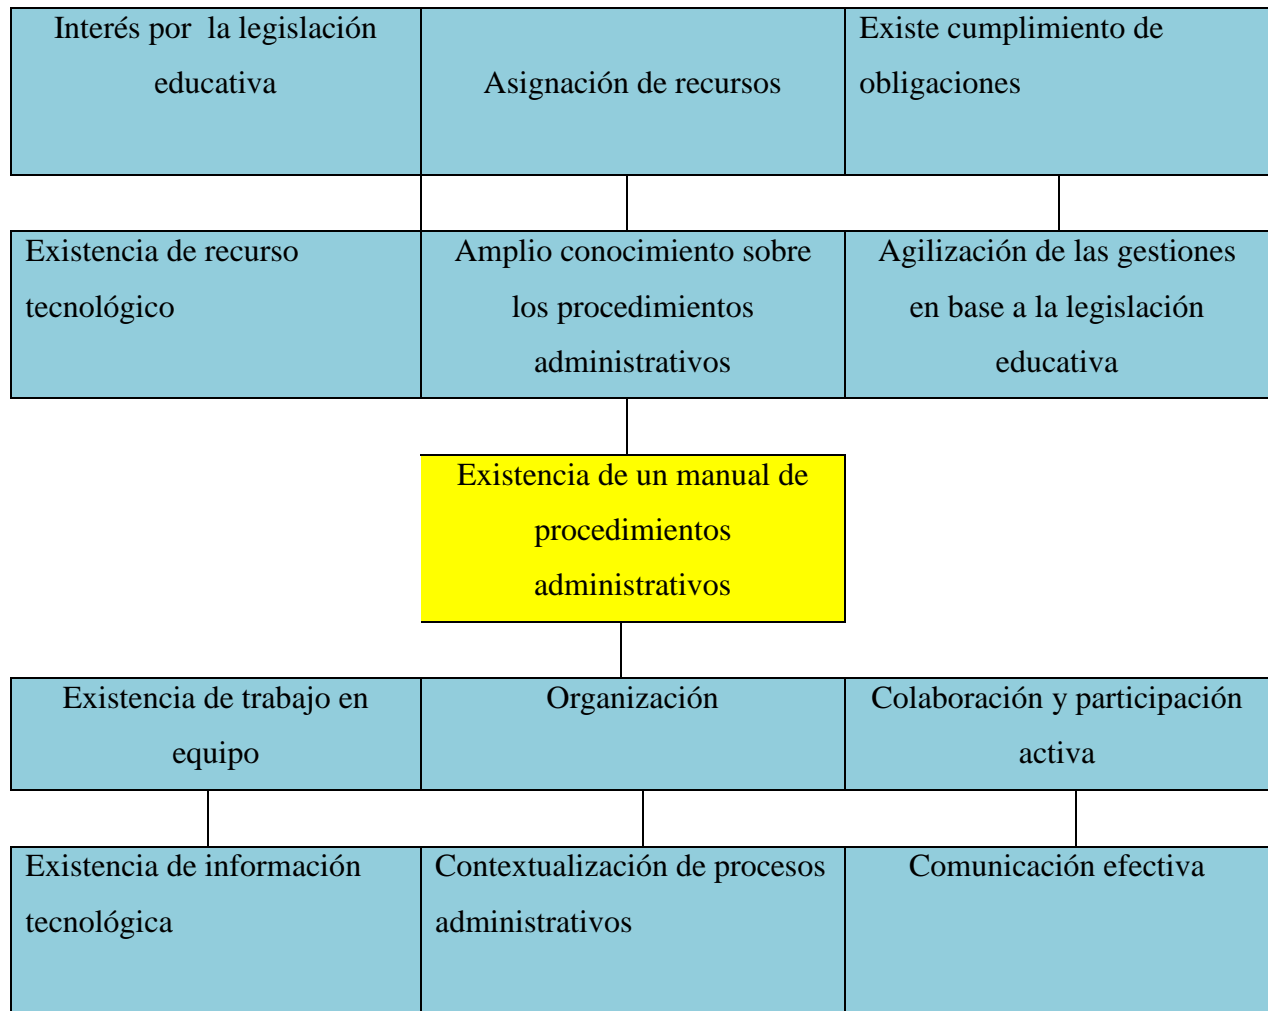 Interés por  la legislación
educativa
Asignación de recursos
Existe cumplimiento de
obligaciones
Existencia de recurso
tecnológico
Amplio conocimiento sobre
los procedimientos
administrativos
Agilización de las gestiones
en base a la legislación
educativa
Existencia de un manual de
procedimientos
administrativos
Existencia de trabajo en
equipo
Organización
Colaboración y participación
activa
Existencia de información
tecnológica
Contextualización de procesos
administrativos
Comunicación efectiva